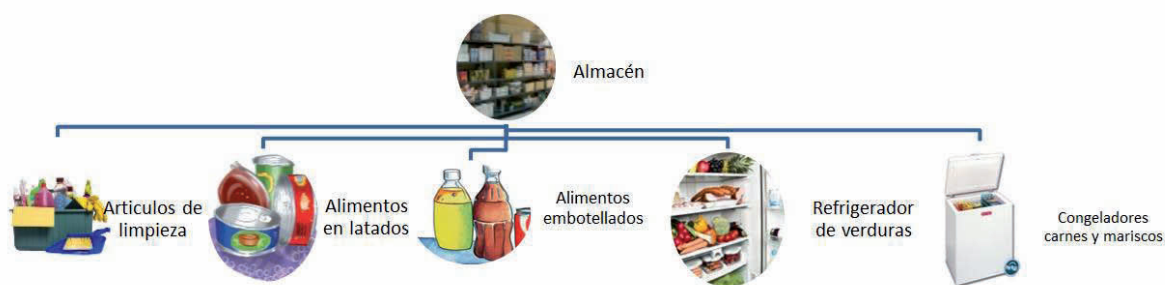 Almacén
Articulos de
limpieza
Alimentos
en latados
Alimentos
embotellados
Refrigerador
de verduras
Congeladores
carnes y mariscos